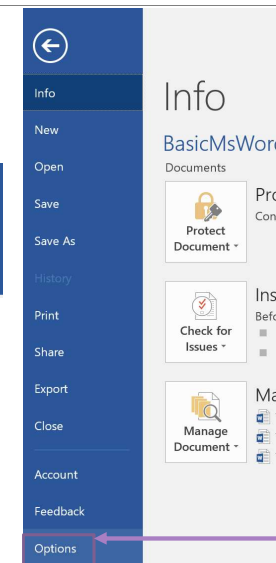 Info
New
Open
Save
Save As
History
Print
Share
Export
Close
Account
Feedback
Options
Info
BasicMsWord
Documents
Protect
Document
Pro
Con
Check for
Issues
Ins
Befo
Manage
Document
Ma